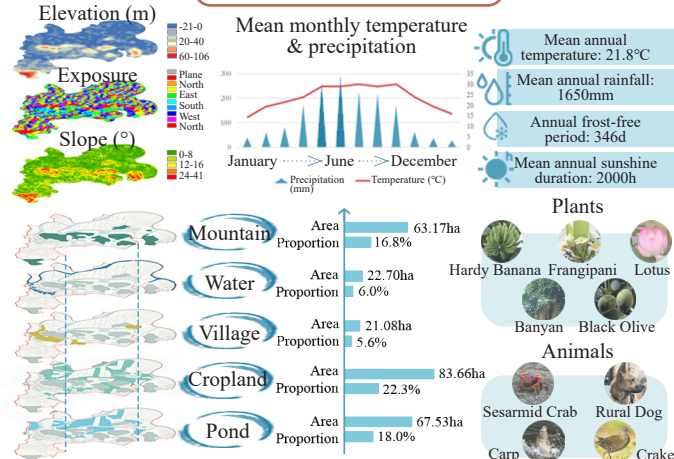 Elevation (m)
-21-0
20-40
60-106
Exposure
Plane
North
East
South
West
North
Slope (°)
0-8
12-16
24-41
Mean monthly temperature
& precipitation
300
200
100
0
35
30
25
20
15
10
5
0
January
June
December
Precipitation
(mm)
Temperature (℃)
Mean annual
temperature: 21.8℃
Mean annual rainfall:
1650mm
Annual frost-free
period: 346d
h
Mean annual sunshine
duration: 2000h
Mountain
Area
63.17ha
Proportion
16.8%
Water
Area
22.70ha
Proportion
6.0%
Village
Area
21.08ha
Proportion
5.6%
Cropland
Area
83.66ha
Proportion
22.3%
Pond
Area
67.53ha
Proportion
18.0%
Plants
Hardy Banana
Frangipani
Lotus
Banyan
Black Olive
Animals
Sesarmid Crab
Rural Dog
Carp
Crake